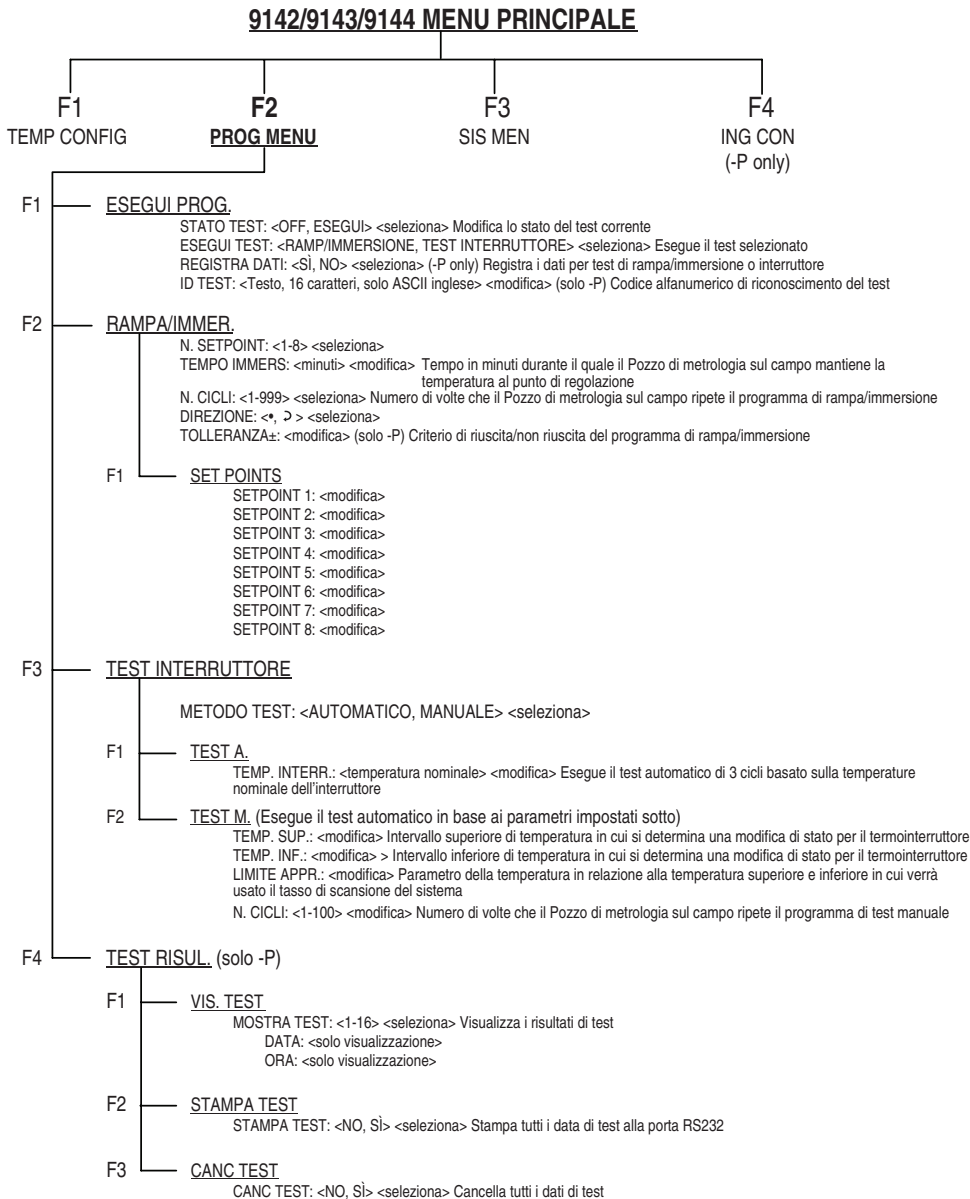 9142/9143/9144 MENU PRINCIPALE
F1 F2 F3 F4
TEMP CONFIG PROG MENU SIS MEN ING CON
(-P only)
F1 ESEGUI PROG.
STATO TEST: <OFF, ESEGUI> <seleziona> Modifica lo stato del test corrente
ESEGUI TEST: <RAMP/IMMERSIONE, TEST INTERRUTTORE> <seleziona> Esegue il test selezionato
REGISTRA DATI: <SÌ, NO> <seleziona> (-P only) Registra i dati per test di rampa/immersione o interruttore
ID TEST: <Testo, 16 caratteri, solo ASCII inglese> <modifica> (solo -P) Codice alfanumerico di riconoscimento del test
F2 RAMPA/IMMER.
N. SETPOINT: <1-8> <seleziona>
TEMPO IMMERS: <minuti> <modifica> Tempo in minuti durante il quale il Pozzo di metrologia sul campo mantiene la
temperatura al punto di regolazione
N. CICLI: <1-999> <seleziona> Numero di volte che il Pozzo di metrologia sul campo ripete il programma di rampa/immersione
DIREZIONE: <•, > <seleziona>
TOLLERANZA±: <modifica> (solo -P) Criterio di riuscita/non riuscita del programma di rampa/immersione
F1 SET POINTS
SETPOINT 1: <modifica>
SETPOINT 2: <modifica>
SETPOINT 3: <modifica>
SETPOINT 4: <modifica>
SETPOINT 5: <modifica>
SETPOINT 6: <modifica>
SETPOINT 7: <modifica>
SETPOINT 8: <modifica>
F3 TEST INTERRUTTORE
METODO TEST: <AUTOMATICO, MANUALE> <seleziona>
F1 TEST A.
TEMP. INTERR.: <temperatura nominale> <modifica> Esegue il test automatico di 3 cicli basato sulla temperature
nominale dell'interruttore
F2 TEST M. (Esegue il test automatico in base ai parametri impostati sotto)
TEMP. SUP.: <modifica> Intervallo superiore di temperatura in cui si determina una modifica di stato per il termointerruttore
TEMP. INF.: <modifica> > Intervallo inferiore di temperatura in cui si determina una modifica di stato per il termointerruttore
LIMITE APPR.: <modifica> Parametro della temperatura in relazione alla temperatura superiore e inferiore in cui verrà
usato il tasso di scansione del sistema
N. CICLI: <1-100> <modifica> Numero di volte che il Pozzo di metrologia sul campo ripete il programma di test manuale
F4 TEST RISUL. (solo -P)
F1 VIS. TEST
MOSTRA TEST: <1-16> <seleziona> Visualizza i risultati di test
DATA: <solo visualizzazione>
ORA: <solo visualizzazione>
F2 STAMPA TEST
STAMPA TEST: <NO, SÌ> <seleziona> Stampa tutti i data di test alla porta RS232
F3 CANC TEST
CANC TEST: <NO, SÌ> <seleziona> Cancella tutti i dati di test